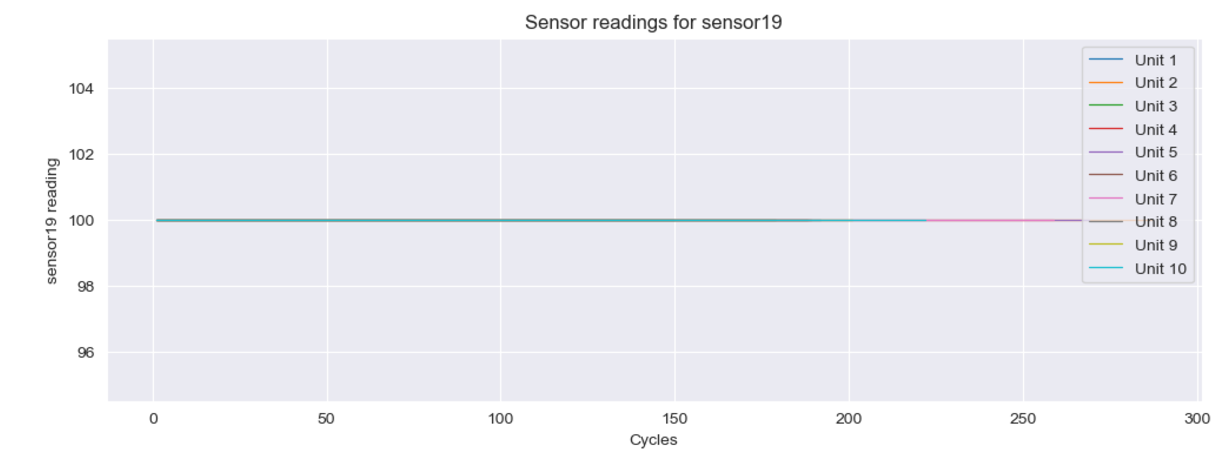 Sensor readings for sensor19
sensor19 reading
104
102
100
98
96
0
50
100
150
200
250
300
Cycles
Unit 1
Unit 2
Unit 3
Unit 4
Unit 5
Unit 6
Unit 7
Unit 8
Unit 9
Unit 10